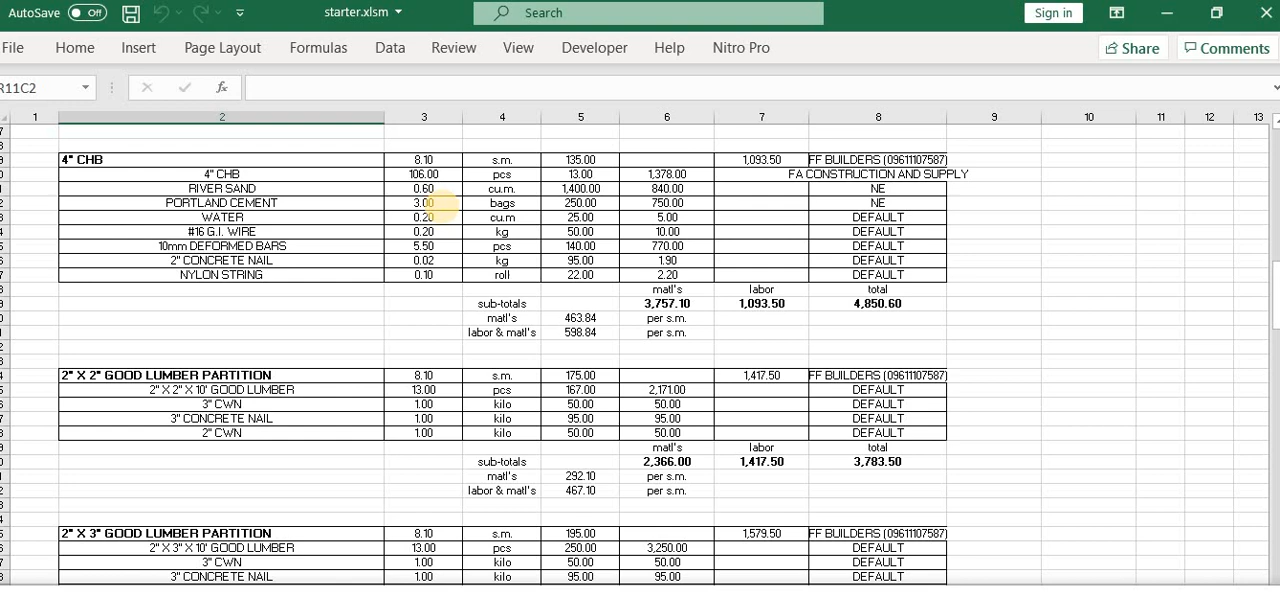 AutoSave Off starter.xlsm Search Sign in
File Home Insert Page Layout Formulas Data Review View Developer Help Nitro Pro Share Comments
R11C2 fx
1 2 3 4 5 6 7 8 9 10 11 12 13
4" CHB 8.10 s.m. 135.00 1,093.50 FF BUILDERS (09611107587)
4" CHB 106.00 pcs 13.00 1,378.00 FA CONSTRUCTION AND SUPPLY
RIVER SAND 0.60 cu.m. 1,400.00 840.00 NE
PORTLAND CEMENT 3.00 bags 250.00 750.00 NE
WATER 0.20 cu.m 25.00 5.00 DEFAULT
#16 G.I. WIRE 0.20 kg 50.00 10.00 DEFAULT
10mm DEFORMED BARS 5.50 pcs 140.00 770.00 DEFAULT
2" CONCRETE NAIL 0.02 kg 95.00 1.90 DEFAULT
NYLON STRING 0.10 roll 22.00 2.20 DEFAULT
matl's labor total
sub-totals 3,757.10 1,093.50 4,850.60
matl's 463.84 per s.m.
labor & matl's 598.84 per s.m.
2" X 2" GOOD LUMBER PARTITION 8.10 s.m. 175.00 1,417.50 FF BUILDERS (09611107587)
2" X 2" X 10' GOOD LUMBER 13.00 pcs 167.00 2,171.00 DEFAULT
3" CWN 1.00 kilo 50.00 50.00 DEFAULT
3" CONCRETE NAIL 1.00 kilo 95.00 95.00 DEFAULT
2" CWN 1.00 kilo 50.00 50.00 DEFAULT
matl's labor total
sub-totals 2,366.00 1,417.50 3,783.50
matl's 292.10 per s.m.
labor & matl's 467.10 per s.m.
2" X 3" GOOD LUMBER PARTITION 8.10 s.m. 195.00 1,579.50 FF BUILDERS (09611107587)
2" X 3" X 10' GOOD LUMBER 13.00 pcs 250.00 3,250.00 DEFAULT
3" CWN 1.00 kilo 50.00 50.00 DEFAULT
3" CONCRETE NAIL 1.00 kilo 95.00 95.00 DEFAULT